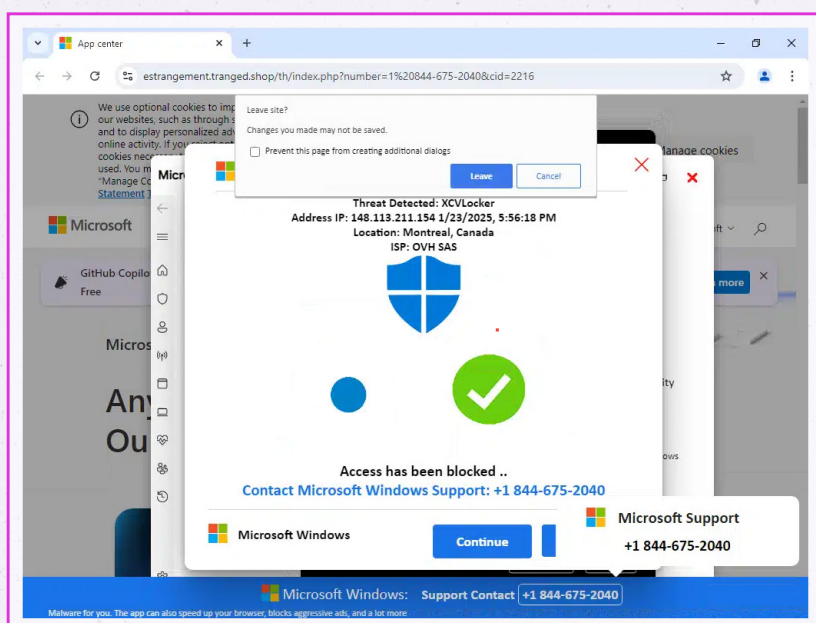 App center
estrangement.tranged.shop/th/index.php?number=1%20844-675-2040&cid=2216
We use optional cookies to imp
our websites, such as through s
and to display personalized adv
online activity. If you reject opt
cookies nec
used. You m
"Manage Co
Statement
Manage cookies
Leave site?
Changes you made may not be saved.
Prevent this page from creating additional dialogs
Leave
Cancel
Micr
Threat Detected: XCVLocker
Address IP: 148.113.211.154 1/23/2025, 5:56:18 PM
Location: Montreal, Canada
ISP: OVH SAS
Microsoft
ft
GitHub Copilo
Free
more
Micros
Any
Ou
ity
ows
Access has been blocked ..
Contact Microsoft Windows Support: +1 844-675-2040
Microsoft Windows
Continue
Microsoft Support
+1 844-675-2040
Microsoft Windows: Support Contact +1 844-675-2040
Malware for you. The app can also speed up your browser, blocks aggressive ads, and a lot more